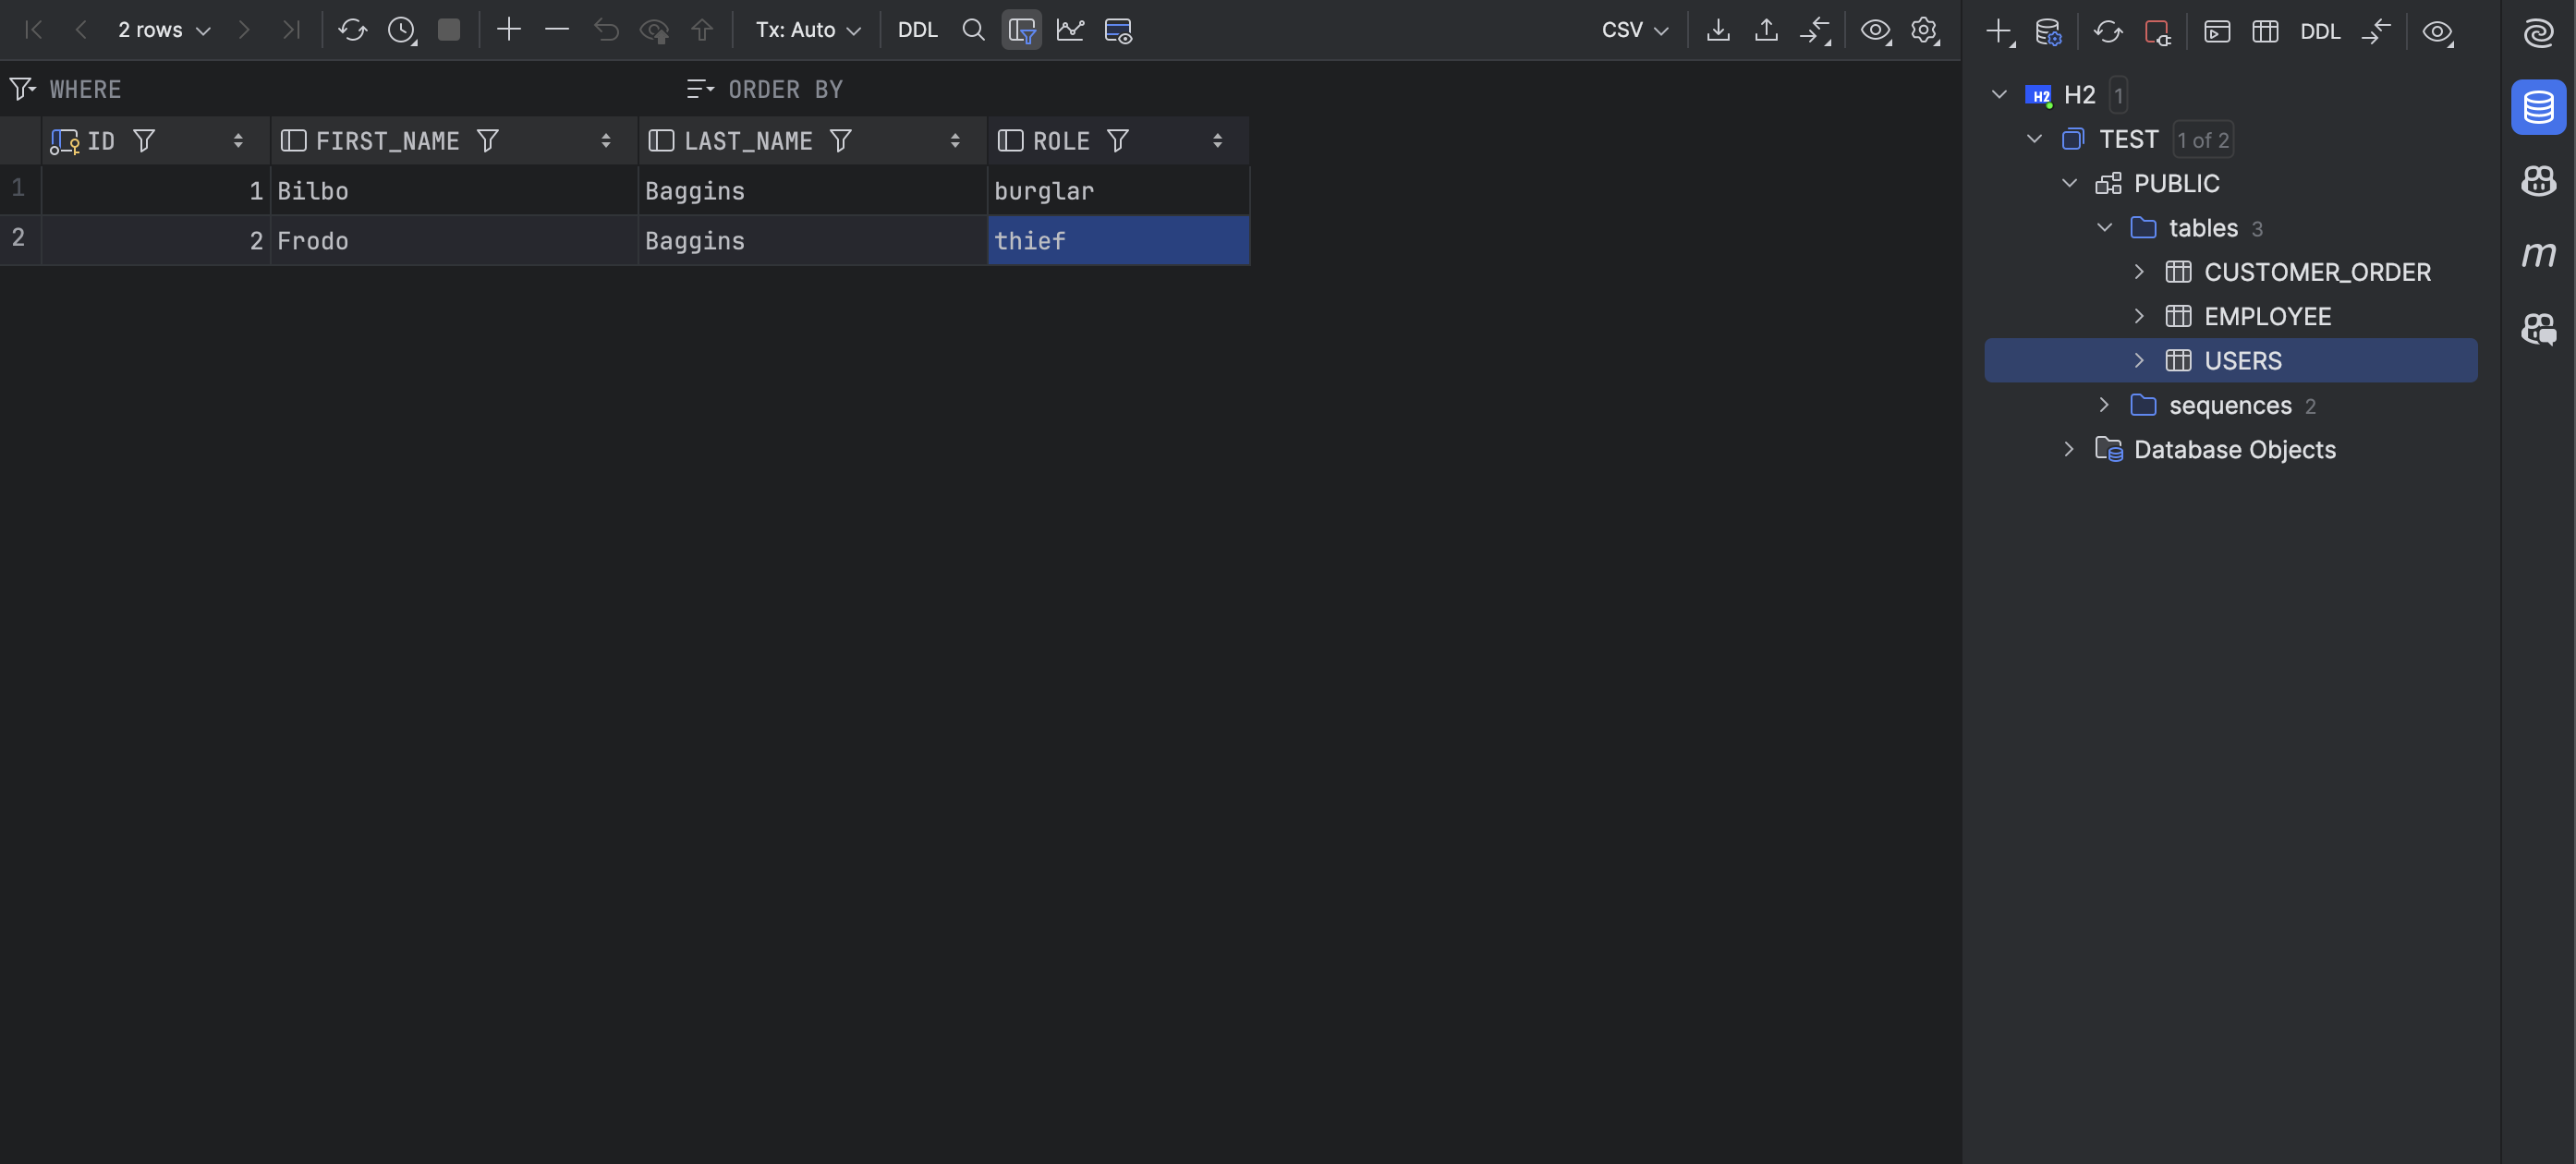 2 rows Tx: Auto DDL CSV DDL
WHERE ORDER BY
ID FIRST_NAME LAST_NAME ROLE
1 1 Bilbo Baggins burglar
2 2 Frodo Baggins thief
H2 H2 1
TEST 1 of 2
PUBLIC
tables 3
CUSTOMER_ORDER
EMPLOYEE
USERS
sequences 2
Database Objects
m